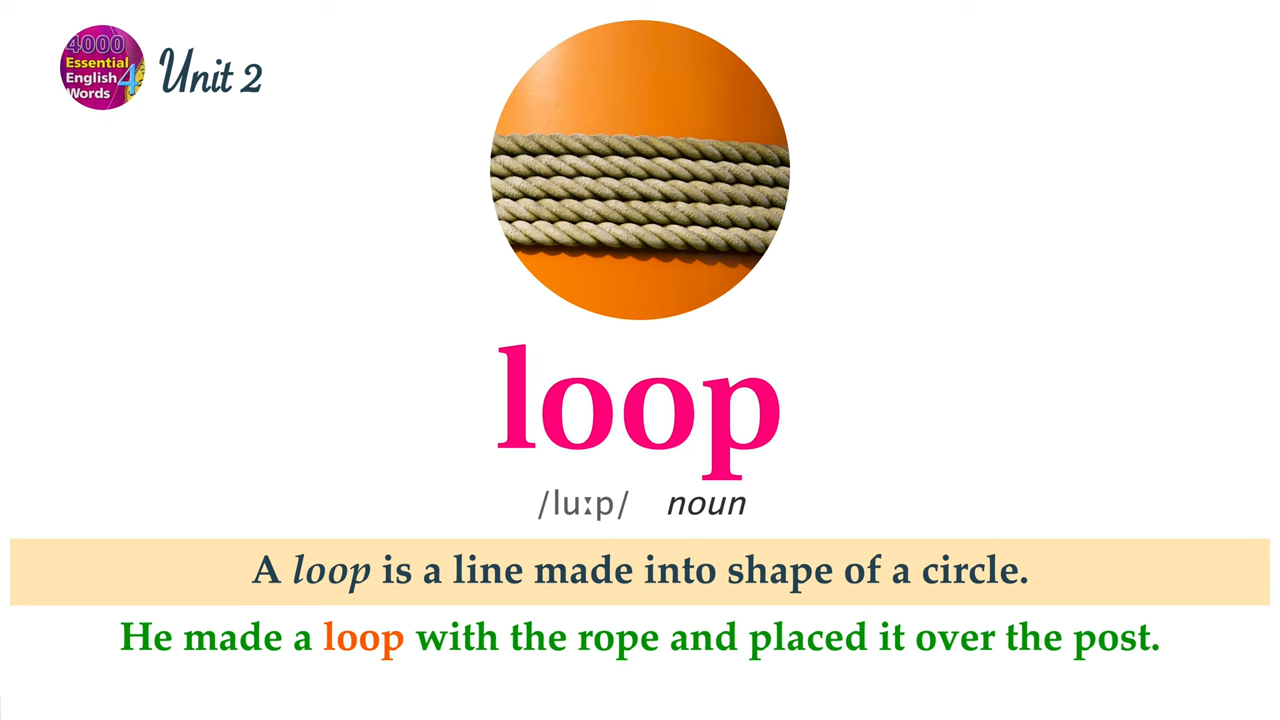 4000
Essential
English
Words
4
Unit 2
loop
/luːp/ noun
A loop is a line made into shape of a circle.
He made a loop with the rope and placed it over the post.